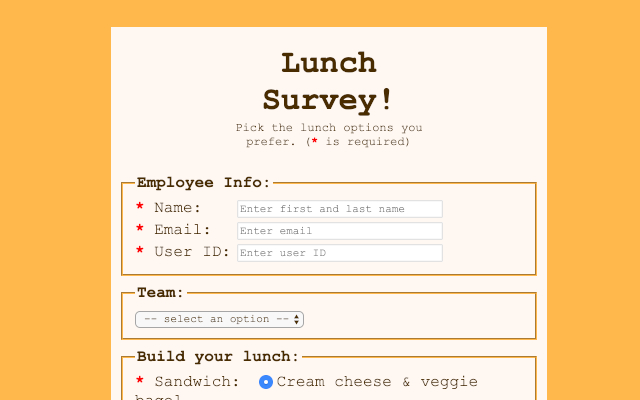 Lunch
Survey!
Pick the lunch options you
prefer. (* is required)
Employee Info:
* Name: Enter first and last name
* Email: Enter email
* User ID: Enter user ID
Team:
-- select an option --
Build your lunch:
* Sandwich: Cream cheese & veggie
bagel